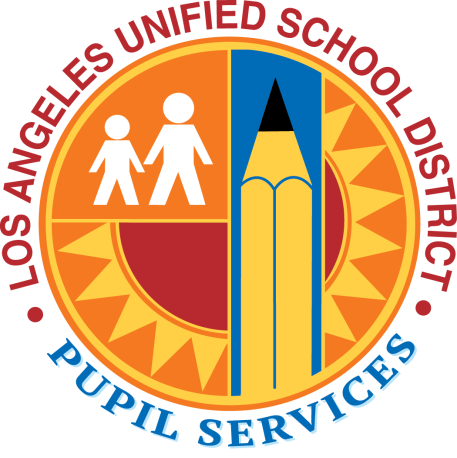 LOS ANGELES UNIFIED SCHOOL DISTRICT
PUPIL SERVICES